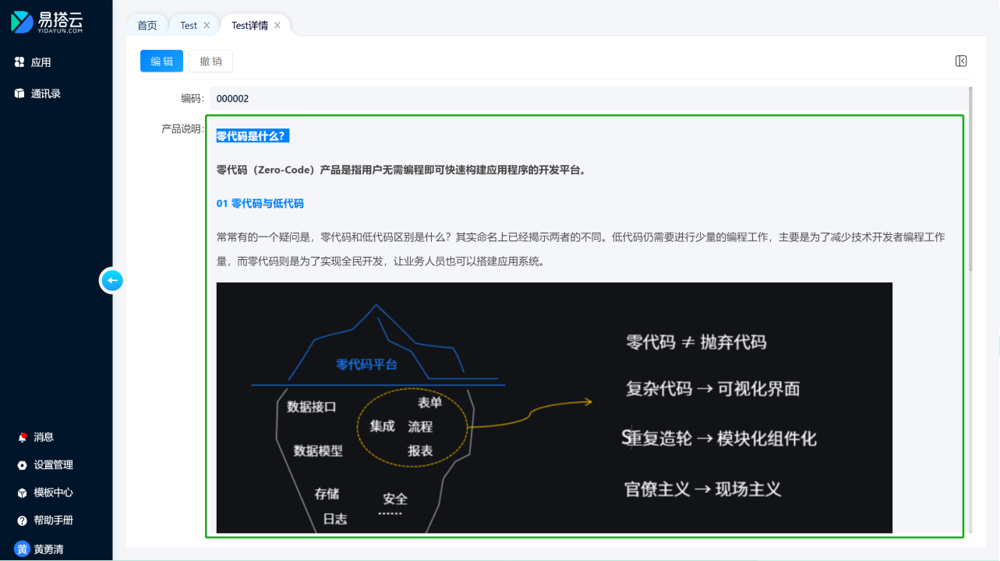 易搭云
YIDAYUN.COM
应用
通讯录
消息
设置管理
模板中心
帮助手册
黄 黄勇清
首页 Test Test详情
编辑 撤销
编码: 000002
产品说明:
零代码是什么？
零代码（Zero-Code）产品是指用户无需编程即可快速构建应用程序的开发平台。
01 零代码与低代码
常常有的一个疑问是，零代码和低代码区别是什么？其实命名上已经揭示两者的不同。低代码仍需要进行少量的编程工作，主要是为了减少技术开发者编程工作
量，而零代码则是为了实现全民开发，让业务人员也可以搭建应用系统。
零代码平台
数据接口
表单
集成 流程
数据模型
报表
存储
安全
日志
······
零代码 ≠ 抛弃代码
复杂代码 → 可视化界面
S重复造轮 → 模块化组件化
官僚主义 → 现场主义